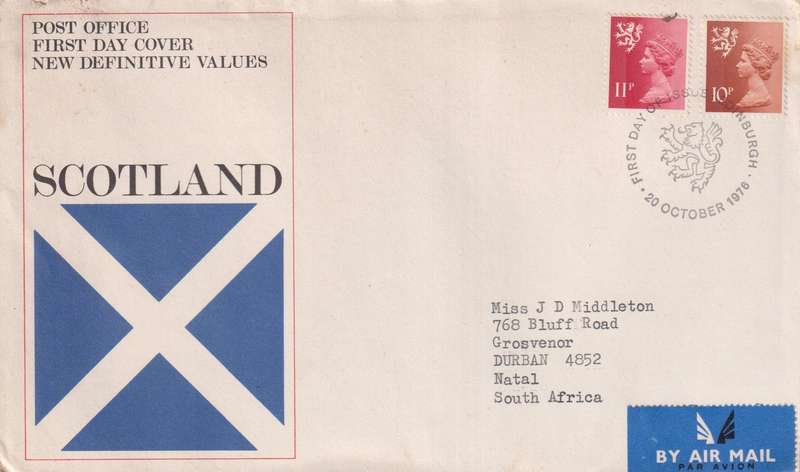 POST OFFICE
FIRST DAY COVER
NEW DEFINITIVE VALUES
SCOTLAND
11P
10P
FIRST DAY OF ISSUE · EDINBURGH ·
20 OCTOBER 1976 ·
Miss J D Middleton
768 Bluff Road
Grosvenor
DURBAN 4852
Natal
South Africa
BY AIR MAIL
PAR AVION